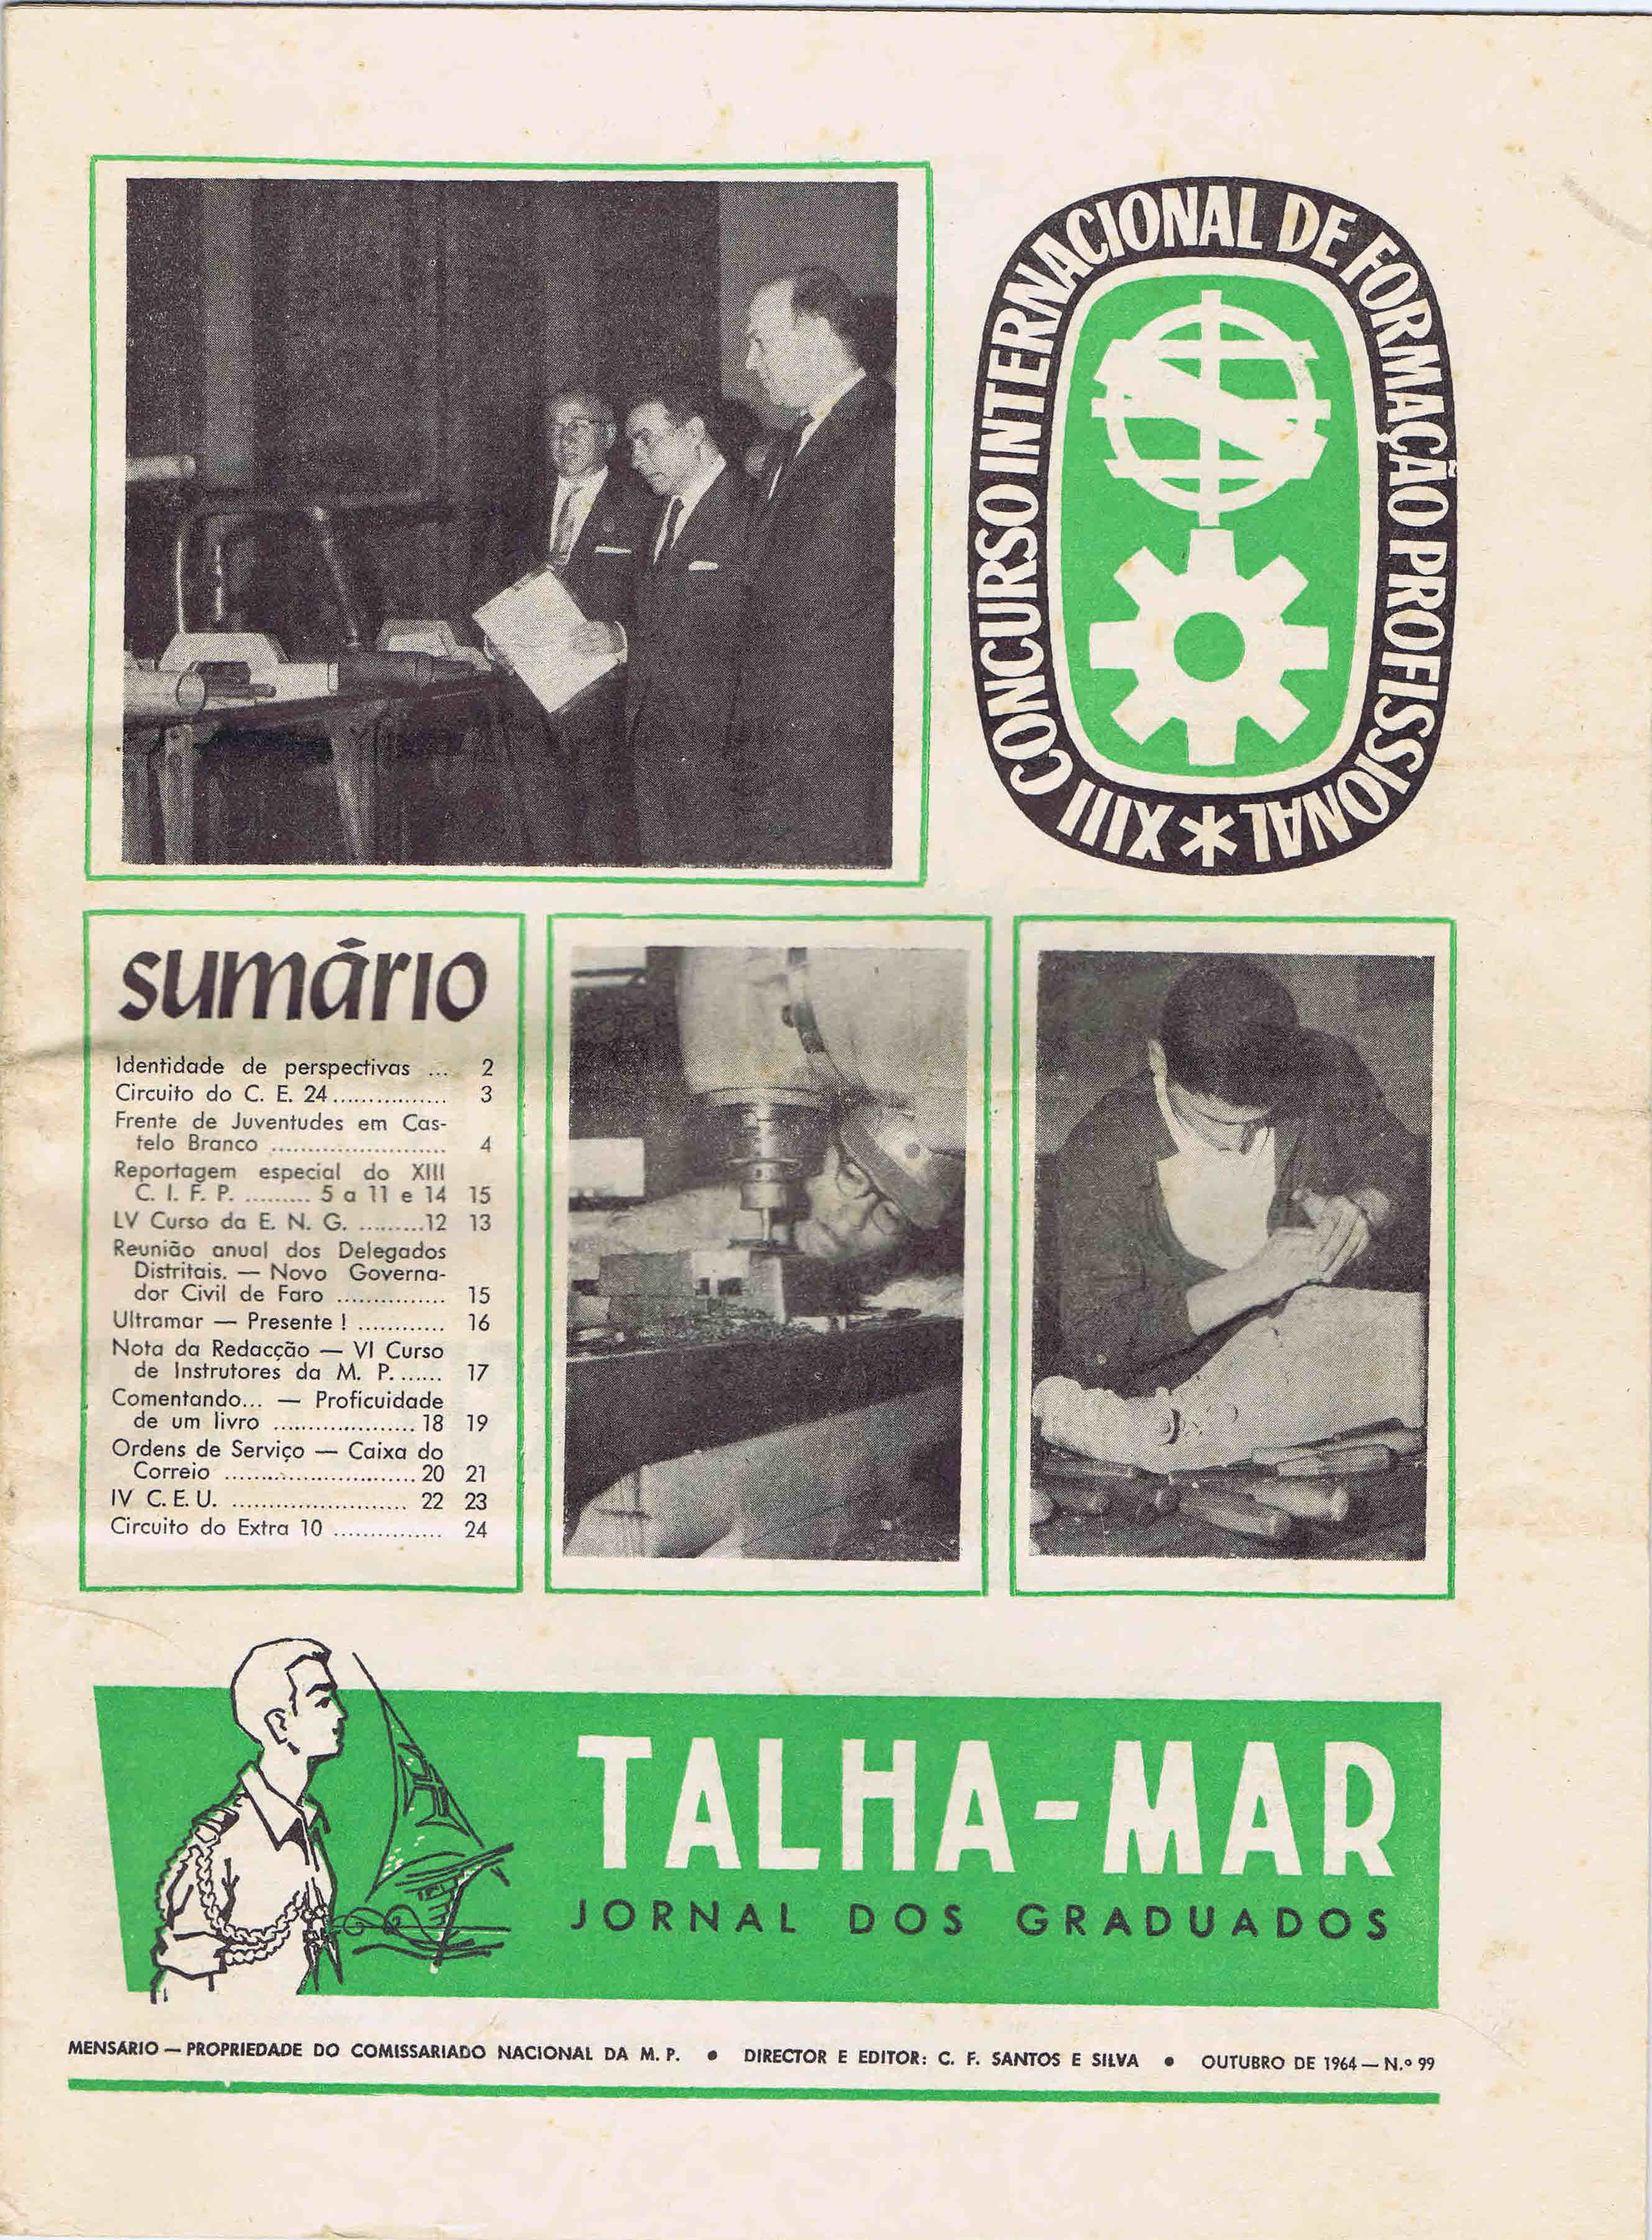 XIII CONCURSO INTERNACIONAL DE FORMAÇÃO PROFISSIONAL *
sumário
Identidade de perspectivas ... 2
Circuito do C. E. 24 ................ 3
Frente de Juventudes em Cas-
telo Branco ........................ 4
Reportagem especial do XIII
C. I. F. P. ......... 5 a 11 e 14 15
LV Curso da E. N. G. .........12 13
Reunião anual dos Delegados
Distritais. — Novo Governa-
dor Civil de Faro ............... 15
Ultramar — Presente ! ............ 16
Nota da Redacção — VI Curso
de Instrutores da M. P. ...... 17
Comentando... — Proficuidade
de um livro .................... 18 19
Ordens de Serviço — Caixa do
Correio .......................... 20 21
IV C. E. U. ........................ 22 23
Circuito do Extra 10 ............... 24
TALHA-MAR
JORNAL DOS GRADUADOS
MENSÁRIO — PROPRIEDADE DO COMISSARIADO NACIONAL DA M. P. • DIRECTOR E EDITOR: C. F. SANTOS E SILVA • OUTUBRO DE 1964 — N.º 99